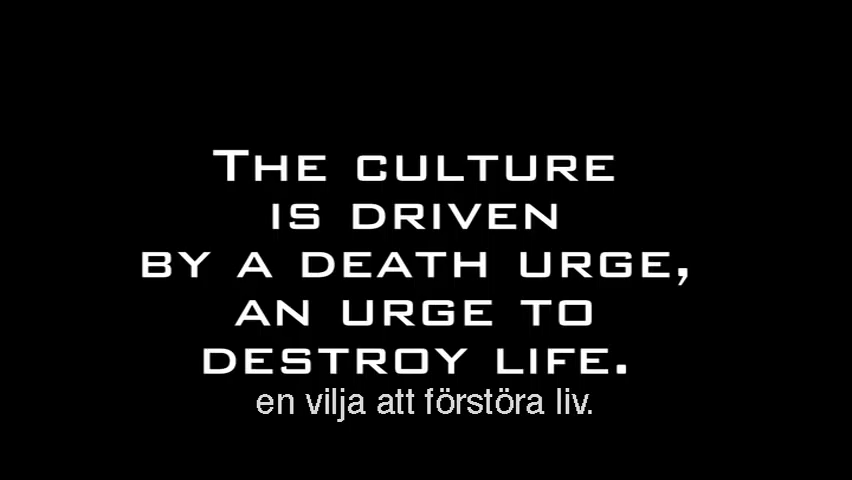 THE CULTURE
IS DRIVEN
BY A DEATH URGE,
AN URGE TO
DESTROY LIFE.
en vilja att förstöra liv.